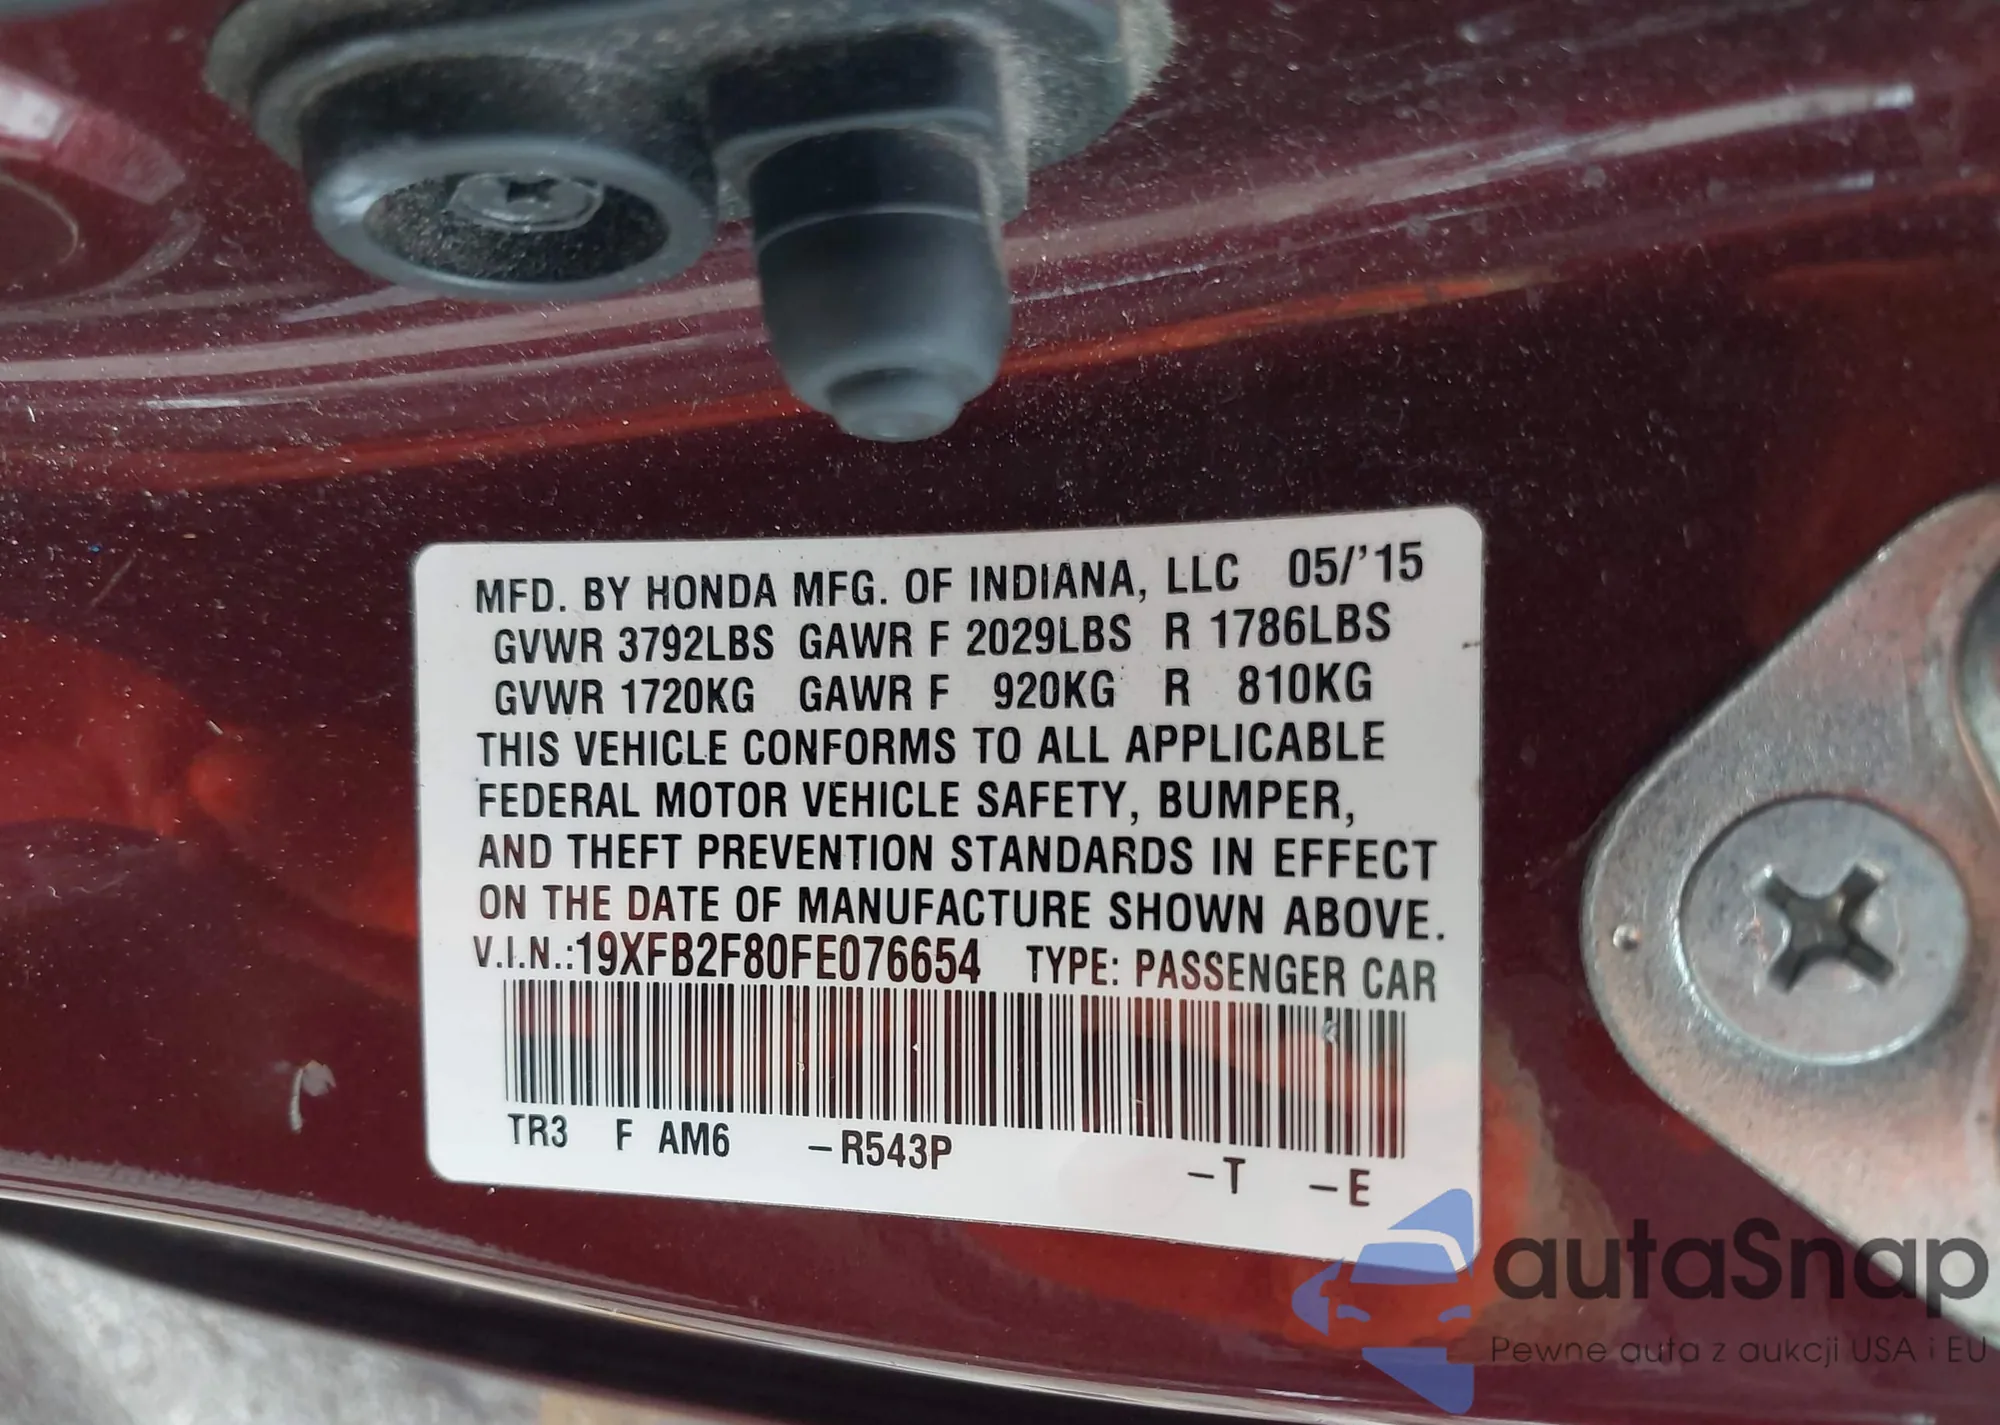 MFD. BY HONDA MFG. OF INDIANA, LLC 05/'15
GVWR 3792LBS GAWR F 2029LBS R 1786LBS
GVWR 1720KG GAWR F 920KG R 810KG
THIS VEHICLE CONFORMS TO ALL APPLICABLE
FEDERAL MOTOR VEHICLE SAFETY, BUMPER,
AND THEFT PREVENTION STANDARDS IN EFFECT
ON THE DATE OF MANUFACTURE SHOWN ABOVE.
V.I.N.:19XFB2F80FE076654 TYPE: PASSENGER CAR
TR3 F AM6 -R543P -T -E
autaSnap
Pewne auta z aukcji USA i EU